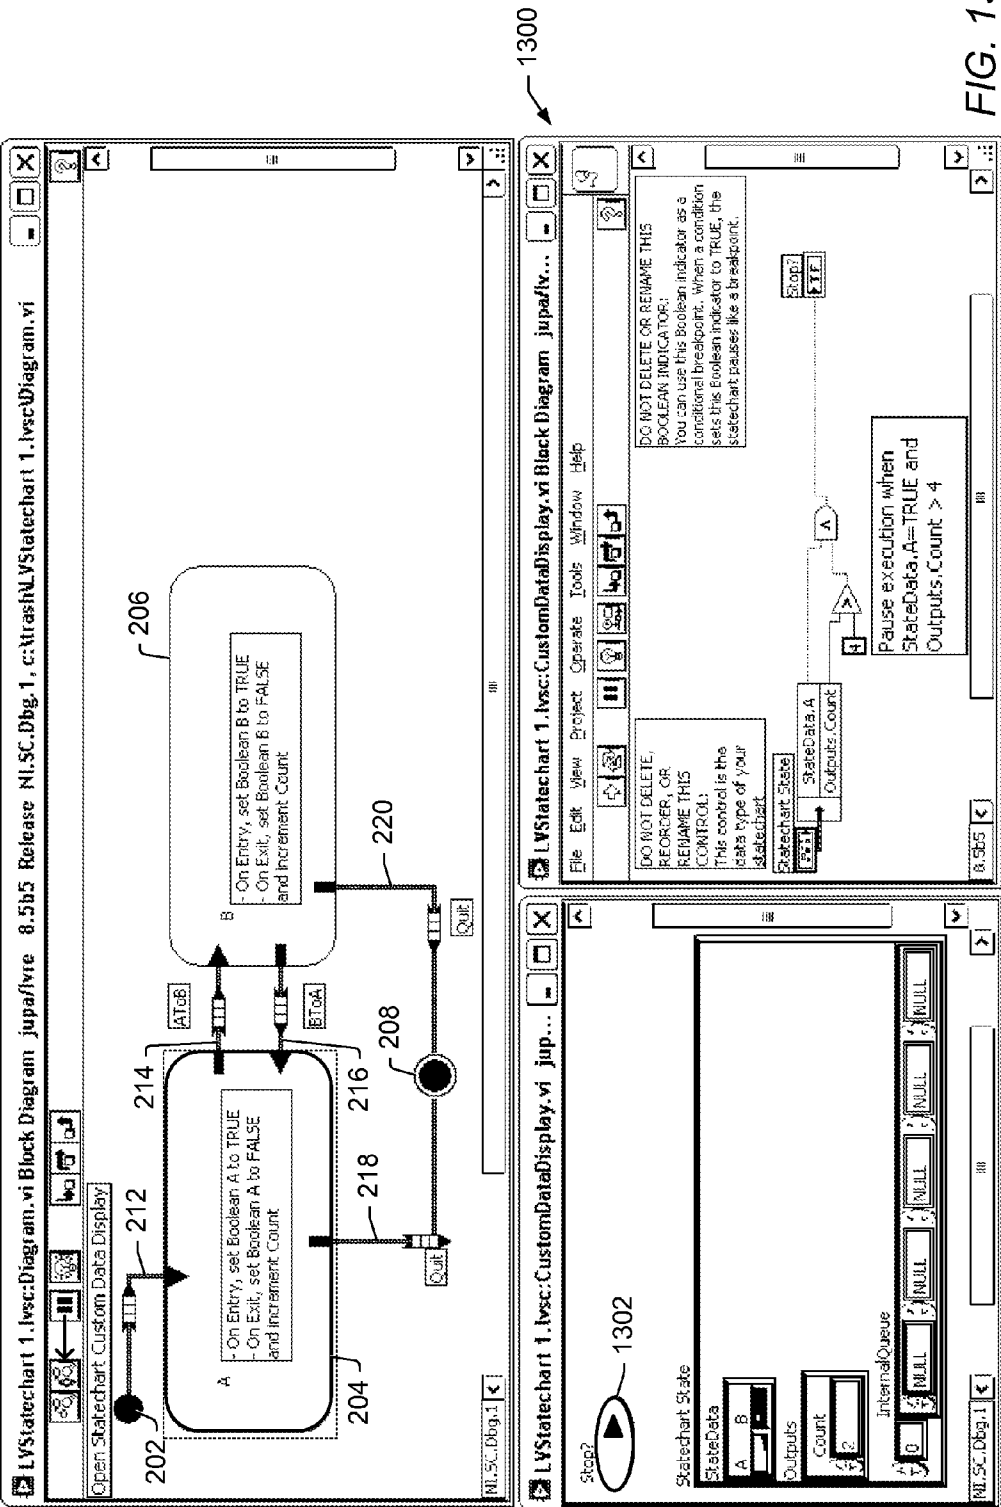 LVStatechart 1.lvsc:Diagram.vi Block Diagram jupa/lvre 8.5b5 Release NI.SC.Dbg.1, c:\trash\LVStatechart 1.lvsc\Diagram.vi
Open Statechart Custom Data Display
202
212
A
- On Entry, set Boolean A to TRUE
- On Exit, set Boolean A to FALSE
and increment Count
204
214
AToB
BToA
216
218
Quit
208
B
- On Entry, set Boolean B to TRUE
- On Exit, set Boolean B to FALSE
and increment Count
206
220
Quit
NI.SC.Dbg.1
LVStatechart 1.lvsc:CustomDataDisplay.vi jup...
Stop?
1302
Statechart State
StateData
A B
Outputs
Count
2
InternalQueue
0
NULL
NULL
NULL
NULL
NULL
NI.SC.Dbg.1
LVStatechart 1.lvsc:CustomDataDisplay.vi Block Diagram jupa/lv...
File Edit View Project Operate Tools Window Help
DO NOT DELETE,
REORDER, OR
RENAME THIS
CONTROL!
This control is the
data type of your
statechart
Statechart State
StateData.A
Outputs.Count
4
>
Pause execution when
StateData.A=TRUE and
Outputs.Count > 4
DO NOT DELETE OR RENAME THIS
BOOLEAN INDICATOR!
You can use this Boolean indicator as a
conditional breakpoint. When a condition
sets this Boolean indicator to TRUE, the
statechart pauses like a breakpoint.
Stop?
TF
8.5b5
1300
FIG.